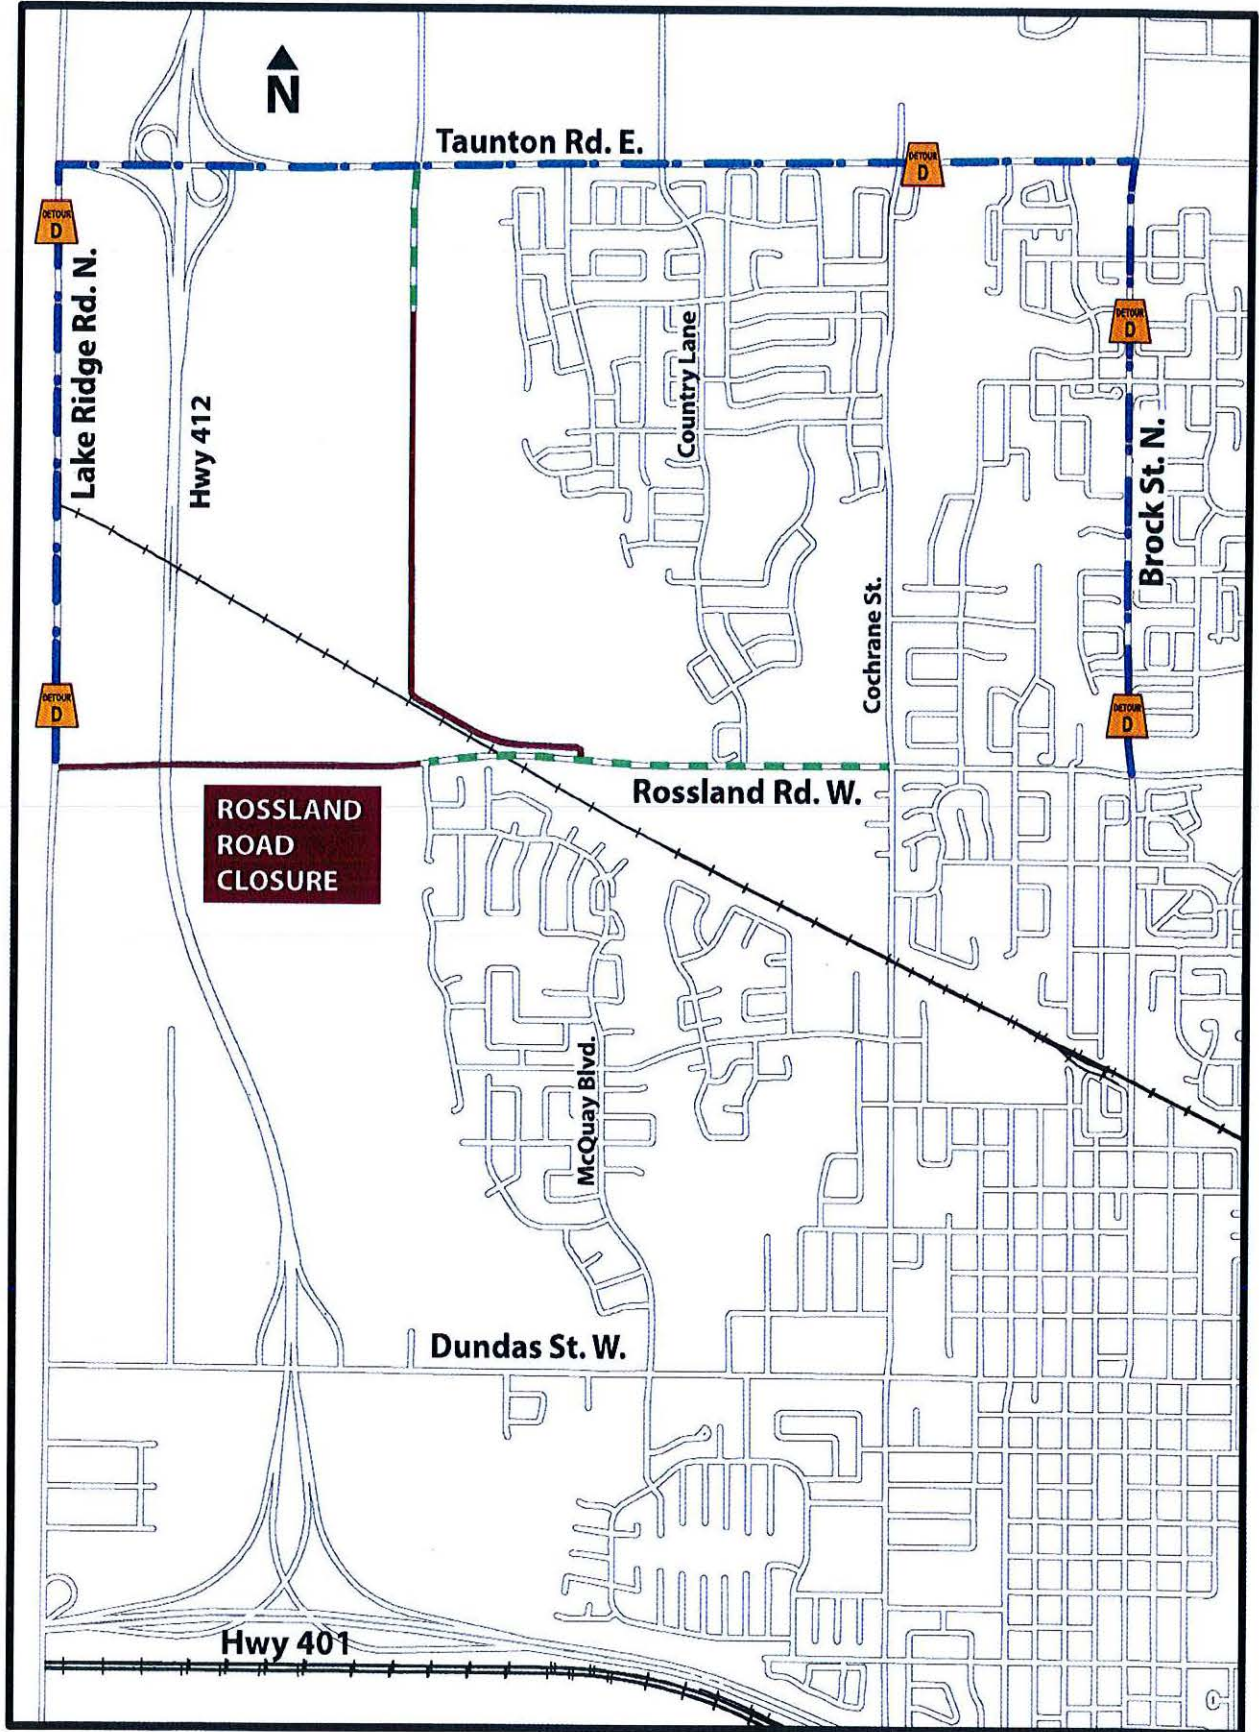 N
Taunton Rd. E.
DETOUR
D
DETOUR
D
Lake Ridge Rd. N.
Hwy 412
Country Lane
DETOUR
D
Brock St. N.
Cochrane St.
DETOUR
D
DETOUR
D
Rossland Rd. W.
ROSSLAND
ROAD
CLOSURE
McQuay Blvd.
Dundas St. W.
Hwy 401